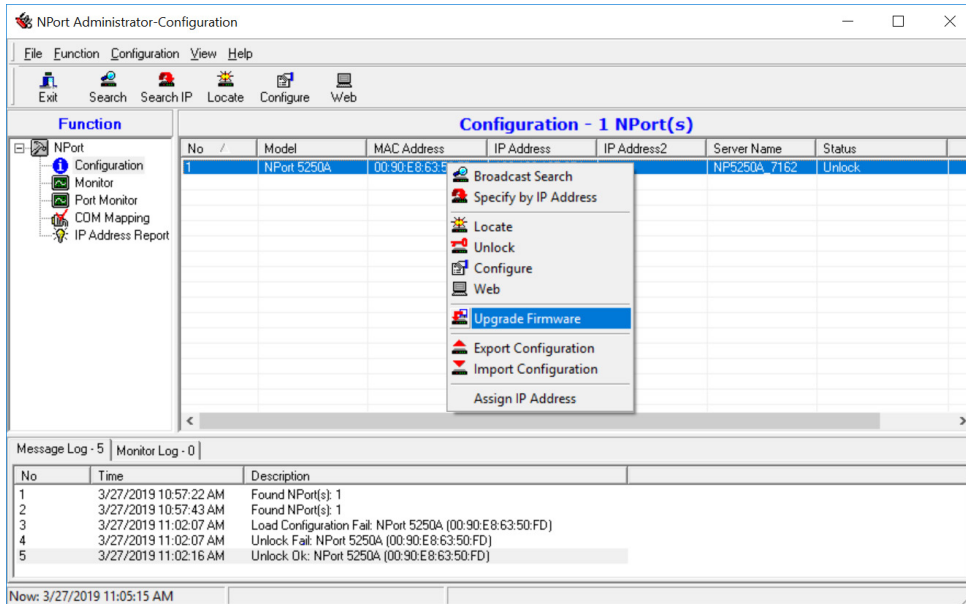 NPort Administrator-Configuration
File Function Configuration View Help
Exit Search Search IP Locate Configure Web
Function
Configuration - 1 NPort(s)
NPort
Configuration
Monitor
Port Monitor
COM Mapping
IP Address Report
No Model MAC Address IP Address IP Address2 Server Name Status
1 NPort 5250A 00:90:E8:63:5 NP5250A_7162 Unlock
Broadcast Search
Specify by IP Address
Locate
Unlock
Configure
Web
Upgrade Firmware
Export Configuration
Import Configuration
Assign IP Address
Message Log - 5 Monitor Log - 0
No Time Description
1 3/27/2019 10:57:22 AM Found NPort(s): 1
2 3/27/2019 10:57:43 AM Found NPort(s): 1
3 3/27/2019 11:02:07 AM Load Configuration Fail: NPort 5250A (00:90:E8:63:50:FD)
4 3/27/2019 11:02:07 AM Unlock Fail: NPort 5250A (00:90:E8:63:50:FD)
5 3/27/2019 11:02:16 AM Unlock Ok: NPort 5250A (00:90:E8:63:50:FD)
Now: 3/27/2019 11:05:15 AM